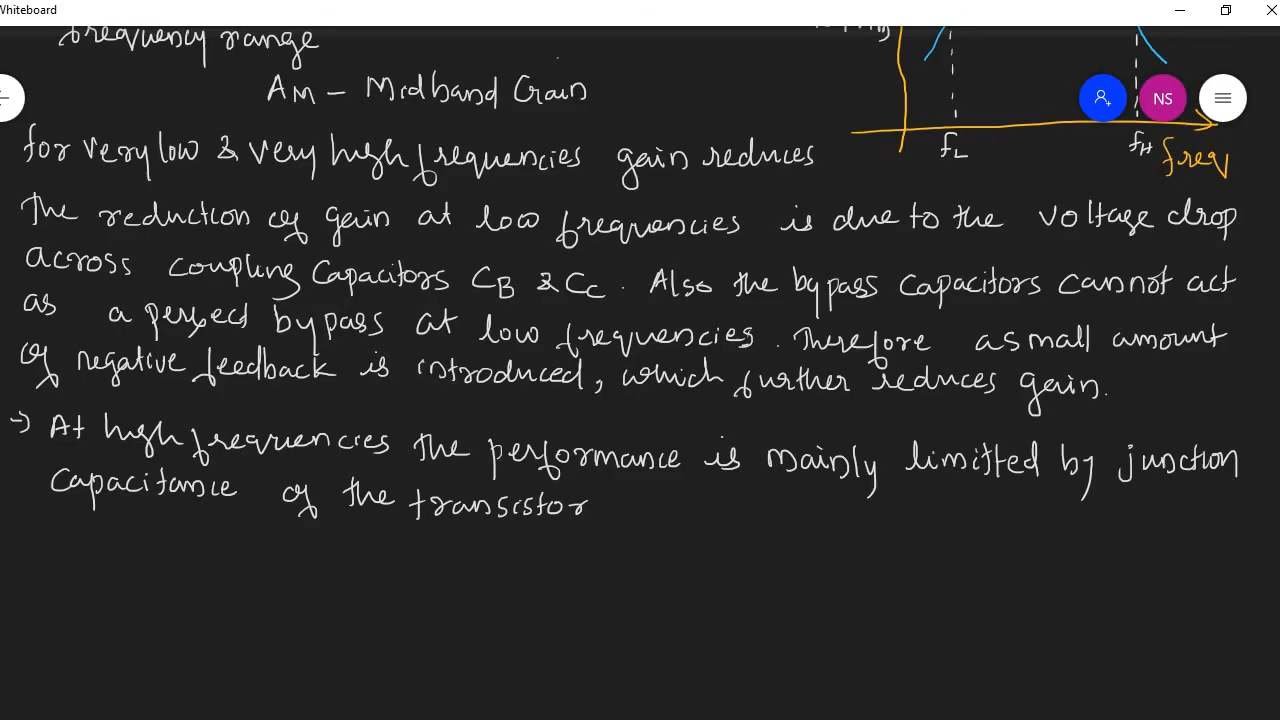 Whiteboard
frequency range
AM - Midband Gain
NS
for very low & very high frequencies gain reduces
fL
fH
freq
The reduction of gain at low frequencies is due to the voltage drop
across coupling capacitors CB & CC. Also the bypass capacitors cannot act
as a perfect bypass at low frequencies. Therefore a small amount
of negative feedback is introduced, which further reduces gain.
→ At high frequencies the performance is mainly limitted by junction
capacitance of the transistor